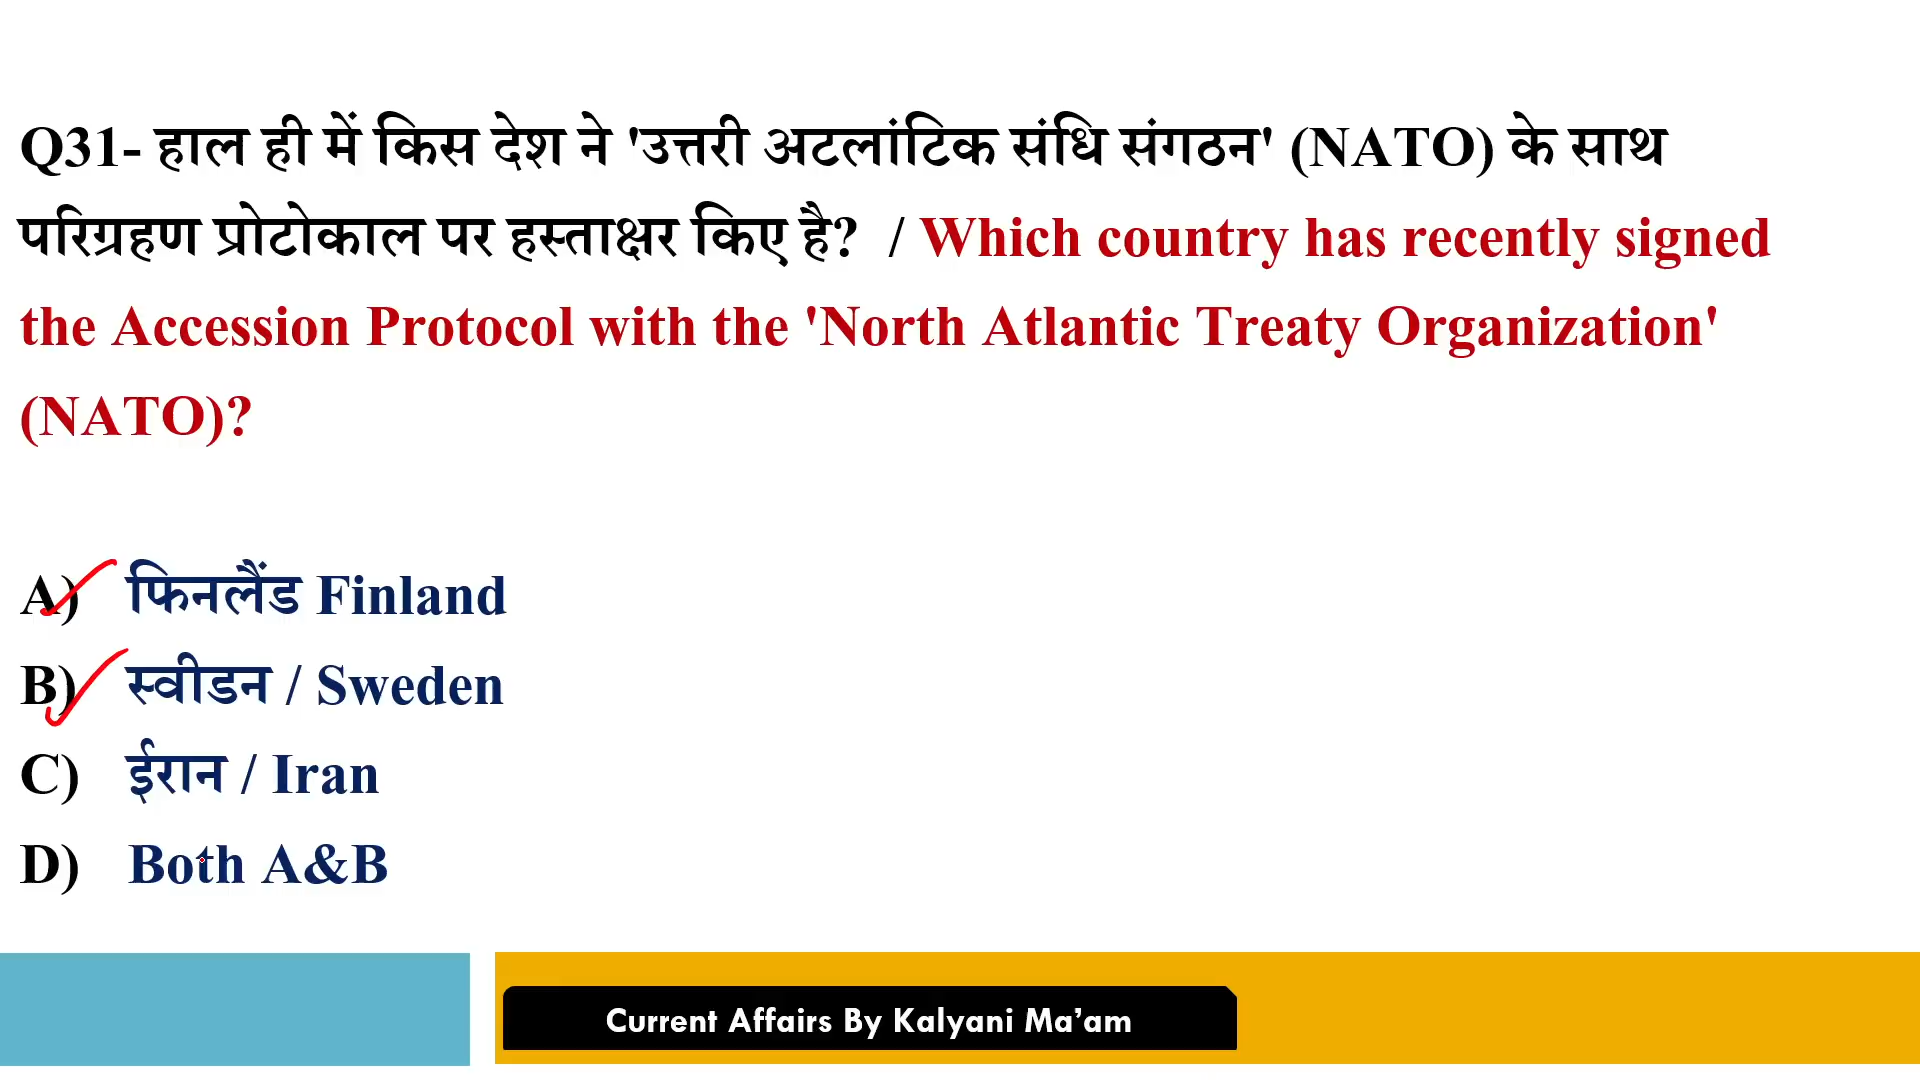 Q31- हाल ही में किस देश ने 'उत्तरी अटलांटिक संधि संगठन' (NATO) के साथ
परिग्रहण प्रोटोकाल पर हस्ताक्षर किए है? / Which country has recently signed
the Accession Protocol with the 'North Atlantic Treaty Organization'
(NATO)?
A) फिनलैंड Finland
B) स्वीडन / Sweden
C) ईरान / Iran
D) Both A&B
Current Affairs By Kalyani Ma’am